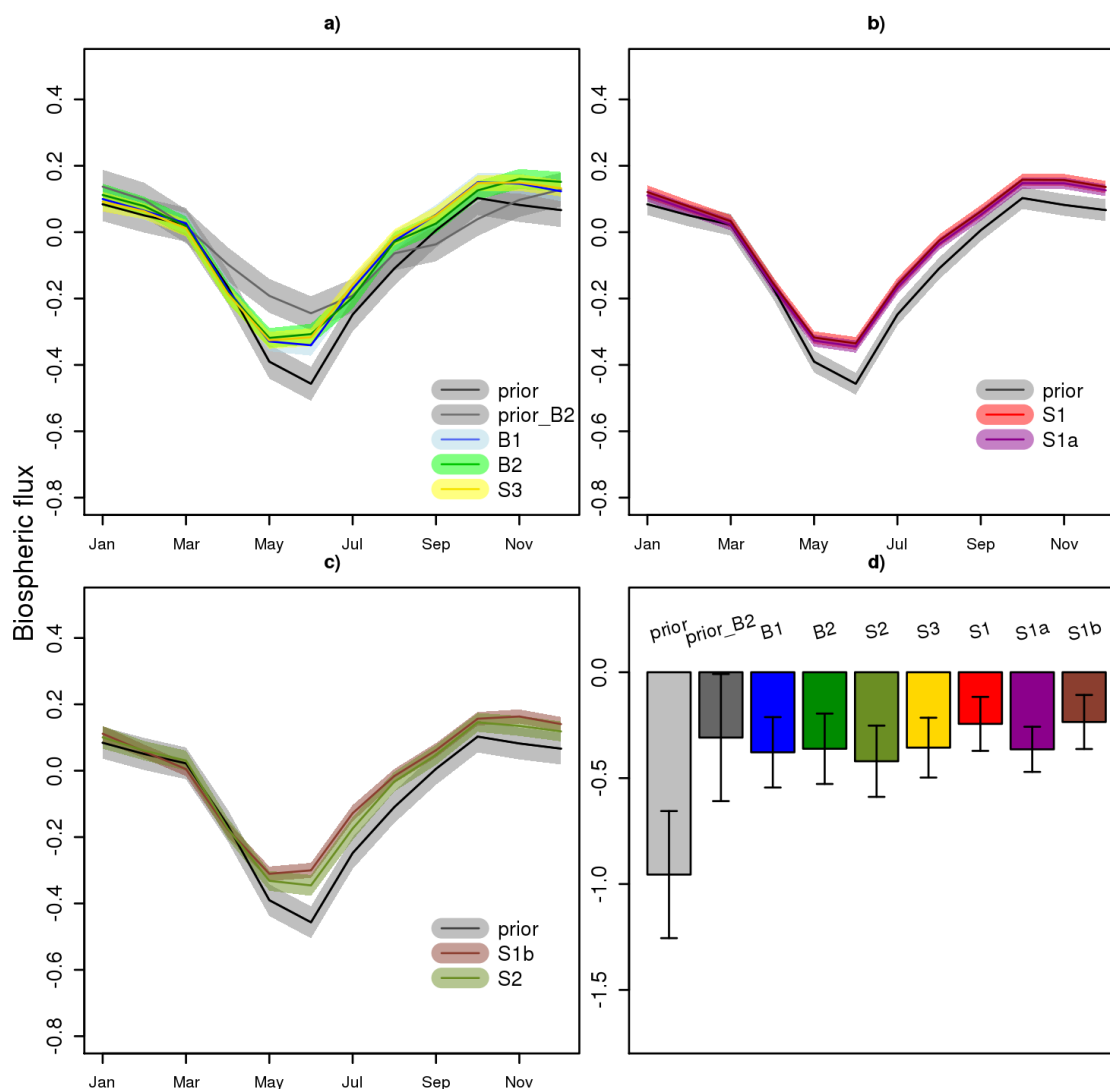 a)
0.4
0.2
0.0
-0.2
-0.4
-0.6
-0.8
prior
prior_B2
B1
B2
S3
Jan
Mar
May
Jul
Sep
Nov
b)
0.4
0.2
0.0
-0.2
-0.4
-0.6
-0.8
prior
S1
S1a
Jan
Mar
May
Jul
Sep
Nov
Biospheric flux
c)
0.4
0.2
0.0
-0.2
-0.4
-0.6
-0.8
prior
S1b
S2
Jan
Mar
May
Jul
Sep
Nov
d)
prior
prior_B2
B1
B2
S2
S3
S1
S1a
S1b
0.0
-0.5
-1.0
-1.5